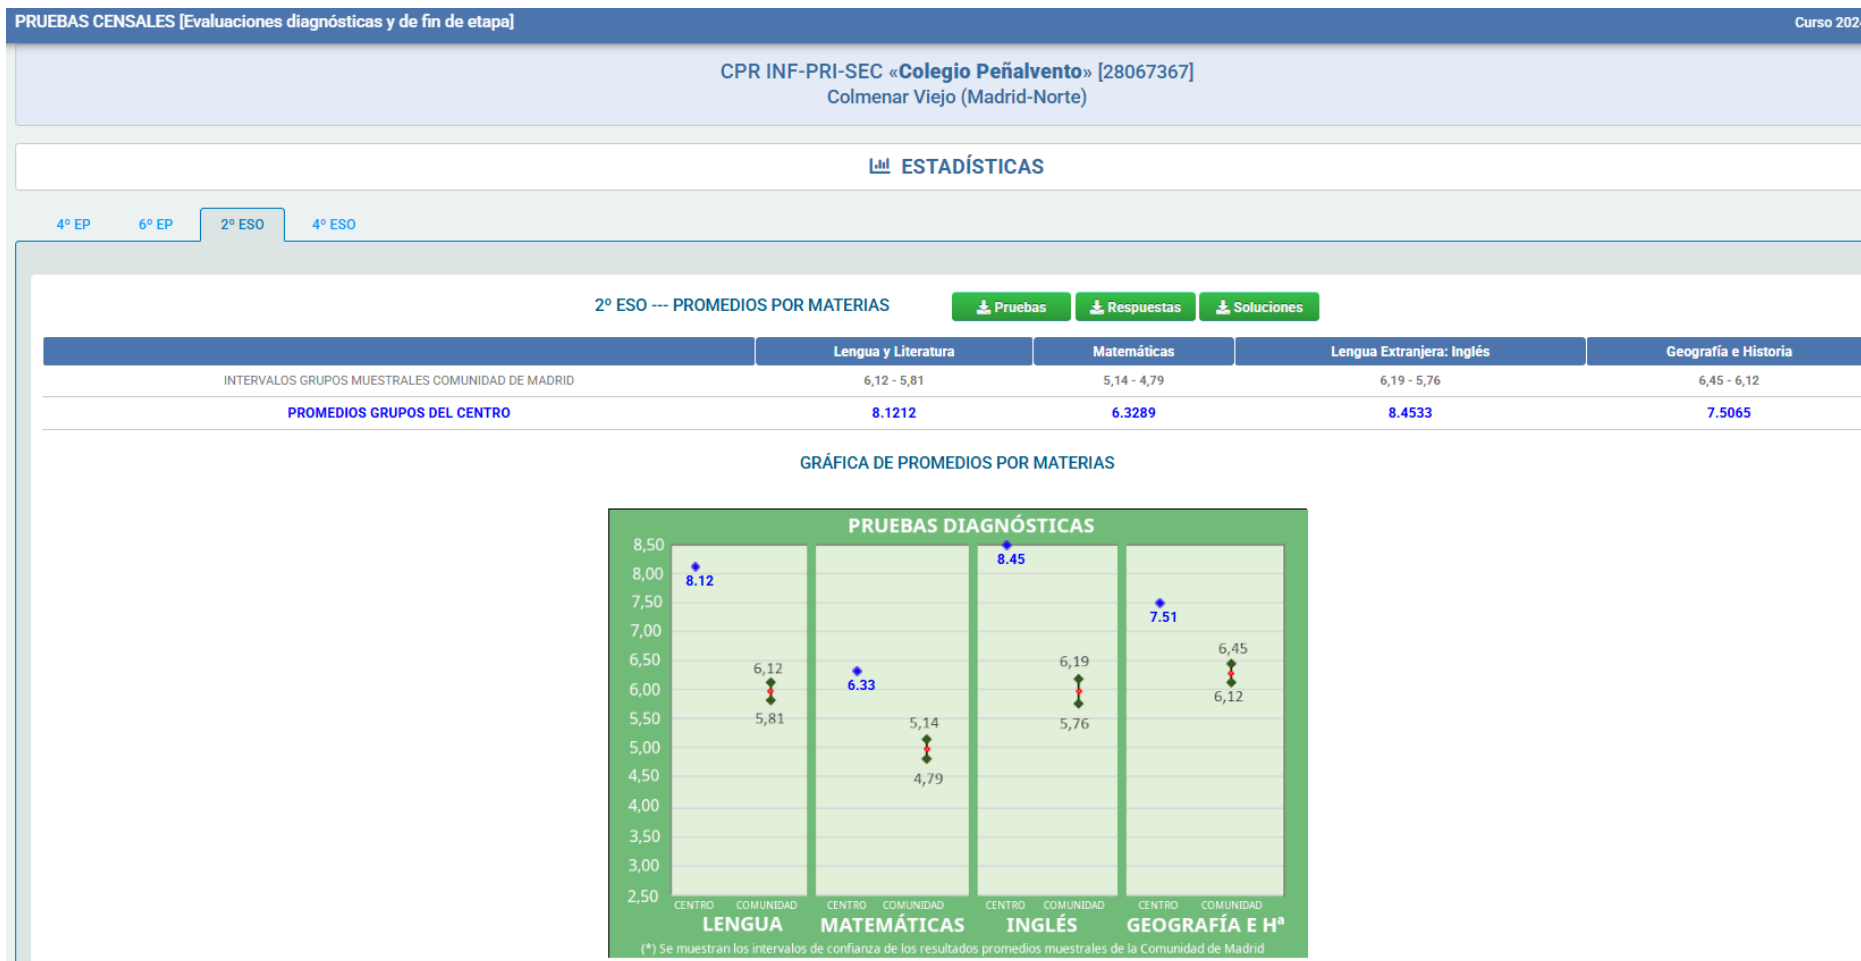 PRUEBAS CENSALES [Evaluaciones diagnósticas y de fin de etapa] Curso 202
CPR INF-PRI-SEC «Colegio Peñalvento» [28067367]
Colmenar Viejo (Madrid-Norte)
ESTADÍSTICAS
4º EP 6º EP 2º ESO 4º ESO
2º ESO --- PROMEDIOS POR MATERIAS Pruebas Respuestas Soluciones
Lengua y Literatura Matemáticas Lengua Extranjera: Inglés Geografía e Historia
INTERVALOS GRUPOS MUESTRALES COMUNIDAD DE MADRID 6,12 - 5,81 5,14 - 4,79 6,19 - 5,76 6,45 - 6,12
PROMEDIOS GRUPOS DEL CENTRO 8.1212 6.3289 8.4533 7.5065
GRÁFICA DE PROMEDIOS POR MATERIAS
PRUEBAS DIAGNÓSTICAS
8,50
8.45
8,00
8.12
7,50
7.51
7,00
6,50 6,12 6,19 6,45
6,00 6.33 6,12
5,50 5,81 5,14 5,76
5,00
4,50 4,79
4,00
3,50
3,00
2,50
CENTRO COMUNIDAD CENTRO COMUNIDAD CENTRO COMUNIDAD CENTRO COMUNIDAD
LENGUA MATEMÁTICAS INGLÉS GEOGRAFÍA E Hª
(*) Se muestran los intervalos de confianza de los resultados promedios muestrales de la Comunidad de Madrid